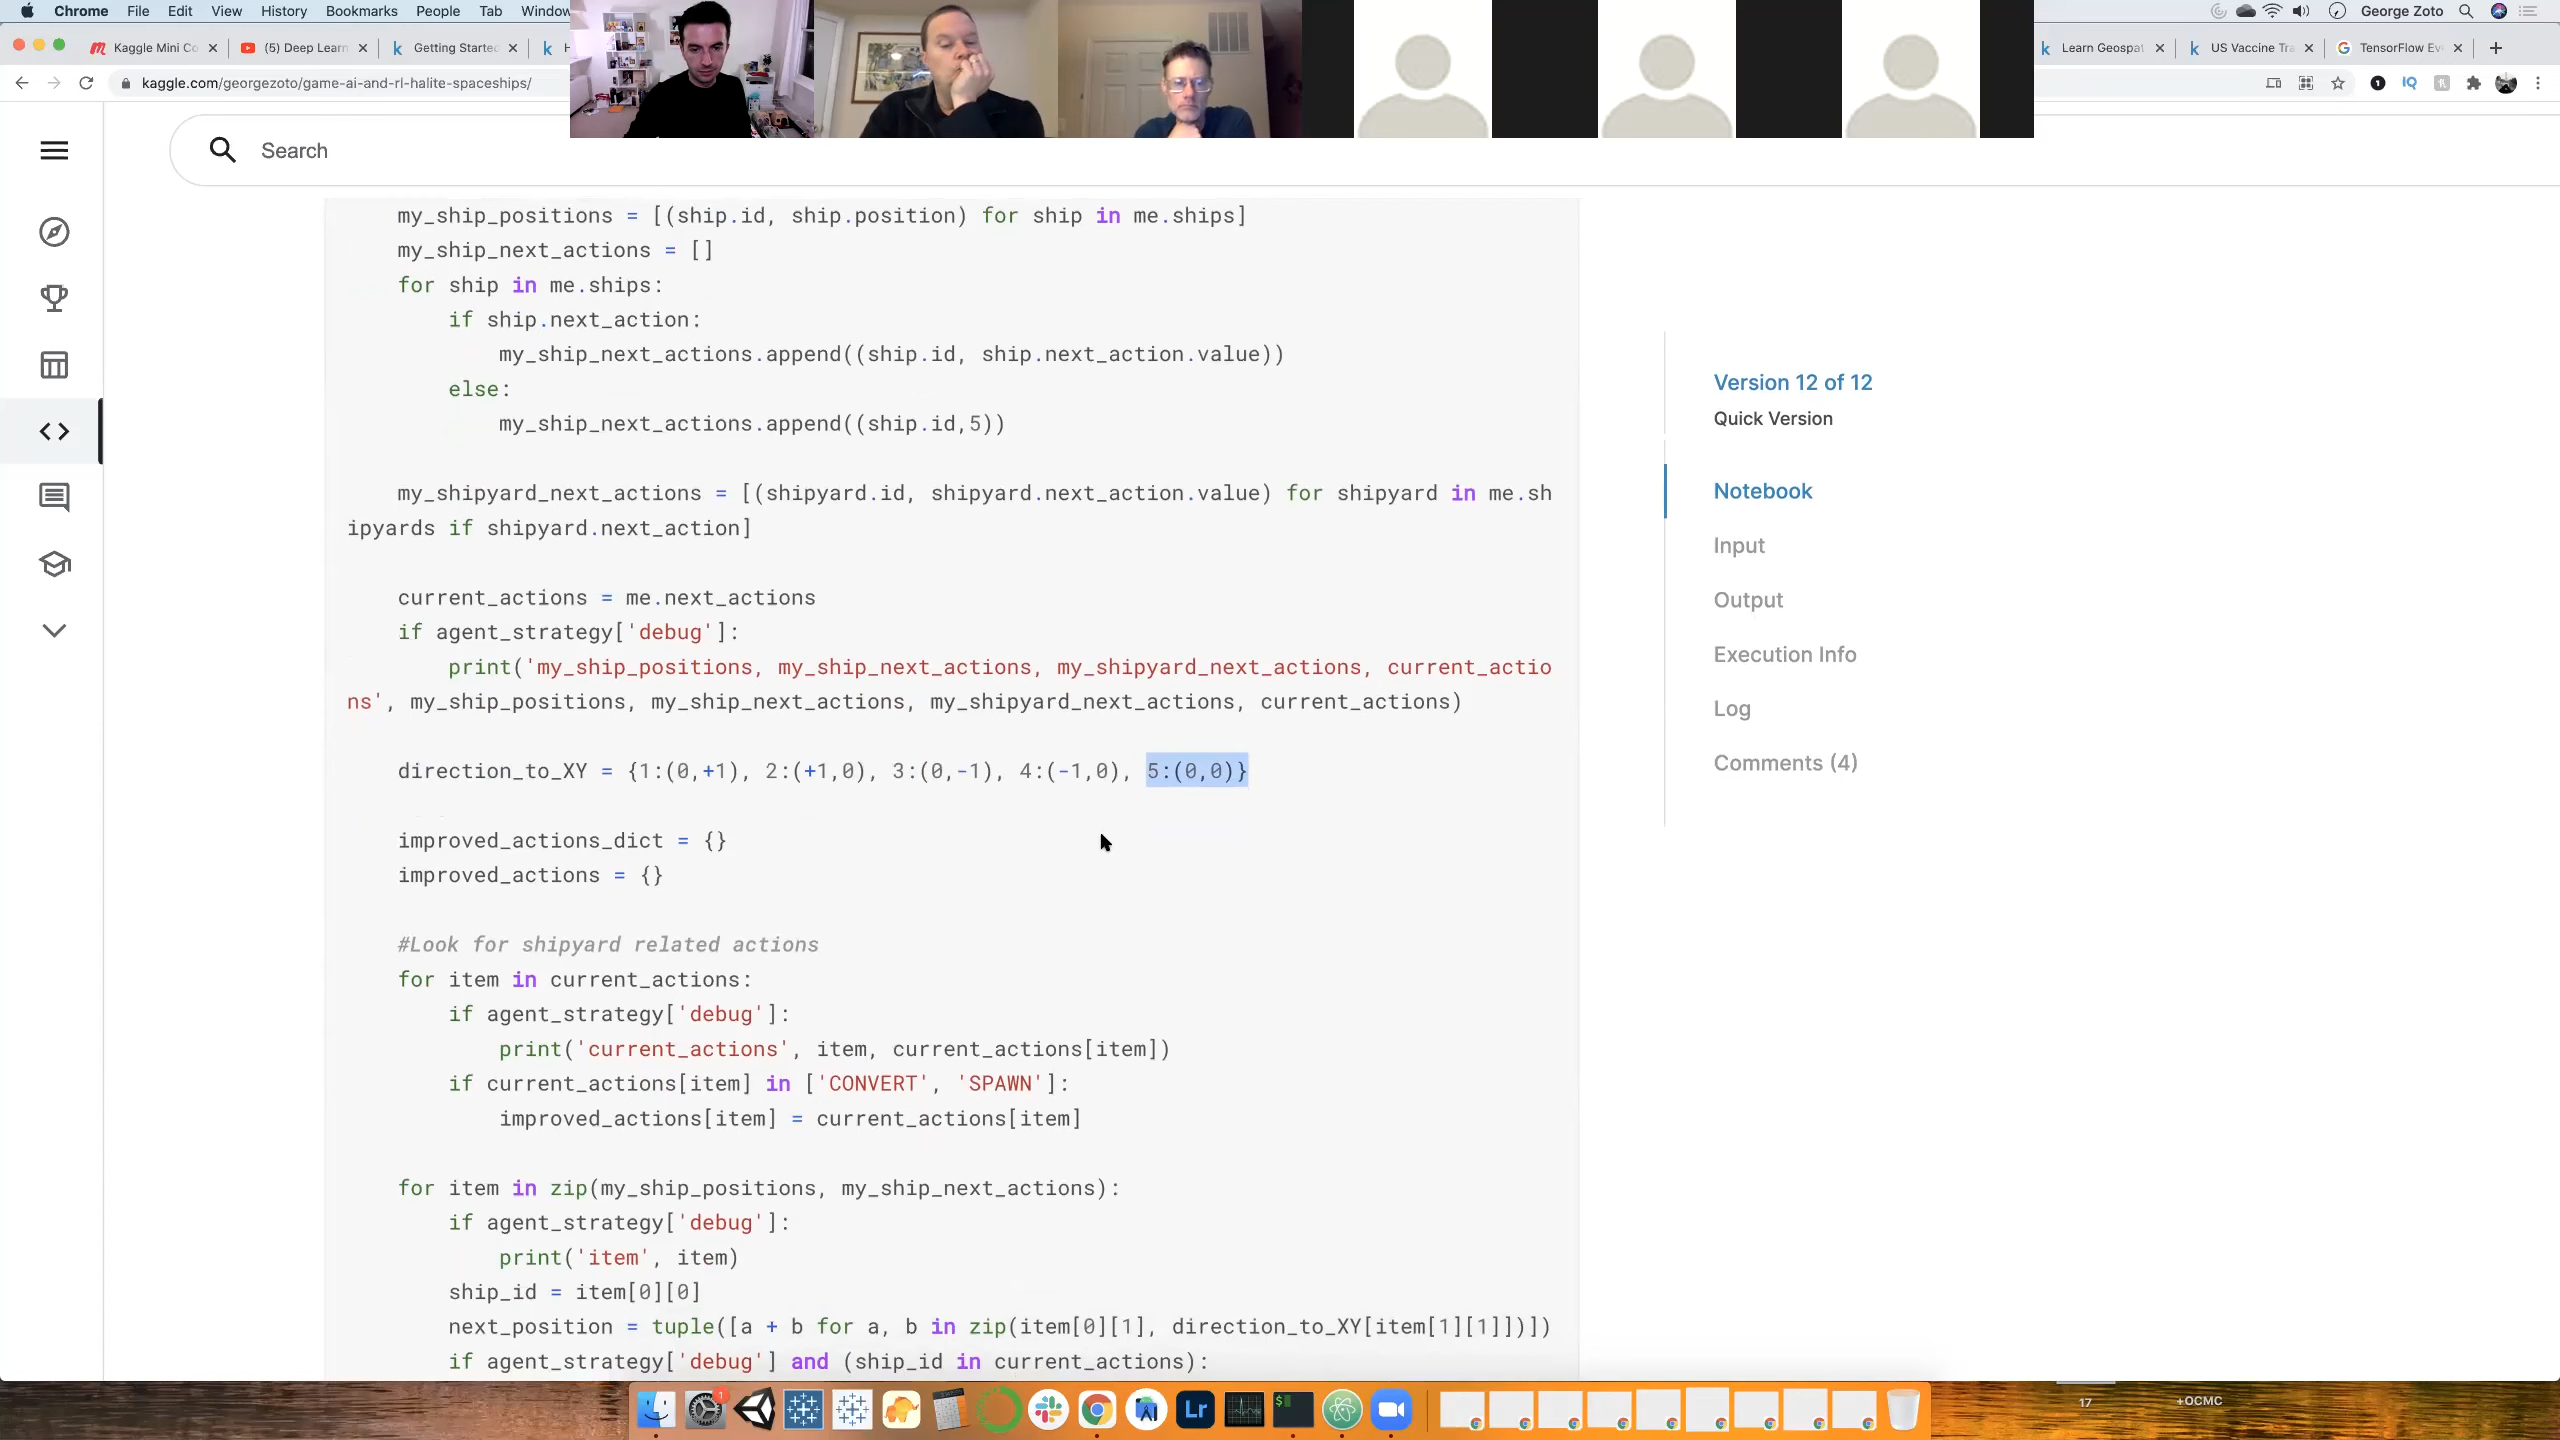 Chrome File Edit View History Bookmarks People Tab Window
George Zoto
Kaggle Mini Co
(5) Deep Learn
Getting Started
Learn Geospat
US Vaccine Tra
TensorFlow Ev
kaggle.com/georgezoto/game-ai-and-rl-halite-spaceships/
Search
my_ship_positions = [(ship.id, ship.position) for ship in me.ships]
my_ship_next_actions = []
for ship in me.ships:
if ship.next_action:
my_ship_next_actions.append((ship.id, ship.next_action.value))
else:
my_ship_next_actions.append((ship.id,5))
my_shipyard_next_actions = [(shipyard.id, shipyard.next_action.value) for shipyard in me.sh
ipyards if shipyard.next_action]
current_actions = me.next_actions
if agent_strategy['debug']:
print('my_ship_positions, my_ship_next_actions, my_shipyard_next_actions, current_actio
ns', my_ship_positions, my_ship_next_actions, my_shipyard_next_actions, current_actions)
direction_to_XY = {1:(0,+1), 2:(+1,0), 3:(0,-1), 4:(-1,0), 5:(0,0)}
improved_actions_dict = {}
improved_actions = {}
#Look for shipyard related actions
for item in current_actions:
if agent_strategy['debug']:
print('current_actions', item, current_actions[item])
if current_actions[item] in ['CONVERT', 'SPAWN']:
improved_actions[item] = current_actions[item]
for item in zip(my_ship_positions, my_ship_next_actions):
if agent_strategy['debug']:
print('item', item)
ship_id = item[0][0]
next_position = tuple([a + b for a, b in zip(item[0][1], direction_to_XY[item[1][1]])])
if agent_strategy['debug'] and (ship_id in current_actions):
Version 12 of 12
Quick Version
Notebook
Input
Output
Execution Info
Log
Comments (4)
1
Lr
17
+OCMC